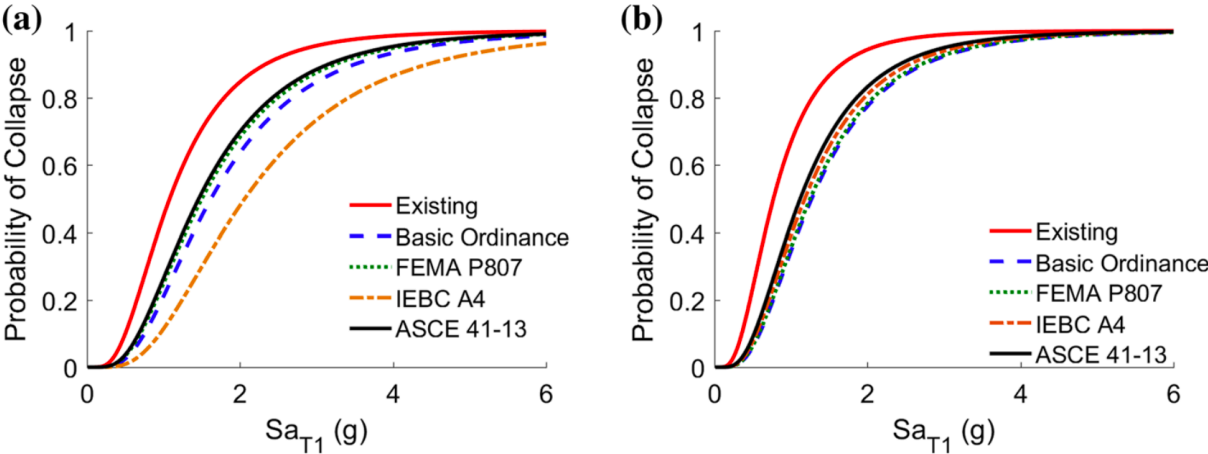 (a)
Probability of Collapse
1
0.8
0.6
0.4
0.2
0
0 2 4 6
Sa_T1 (g)
Existing
Basic Ordinance
FEMA P807
IEBC A4
ASCE 41-13
(b)
Probability of Collapse
1
0.8
0.6
0.4
0.2
0
0 2 4 6
Sa_T1 (g)
Existing
Basic Ordinance
FEMA P807
IEBC A4
ASCE 41-13